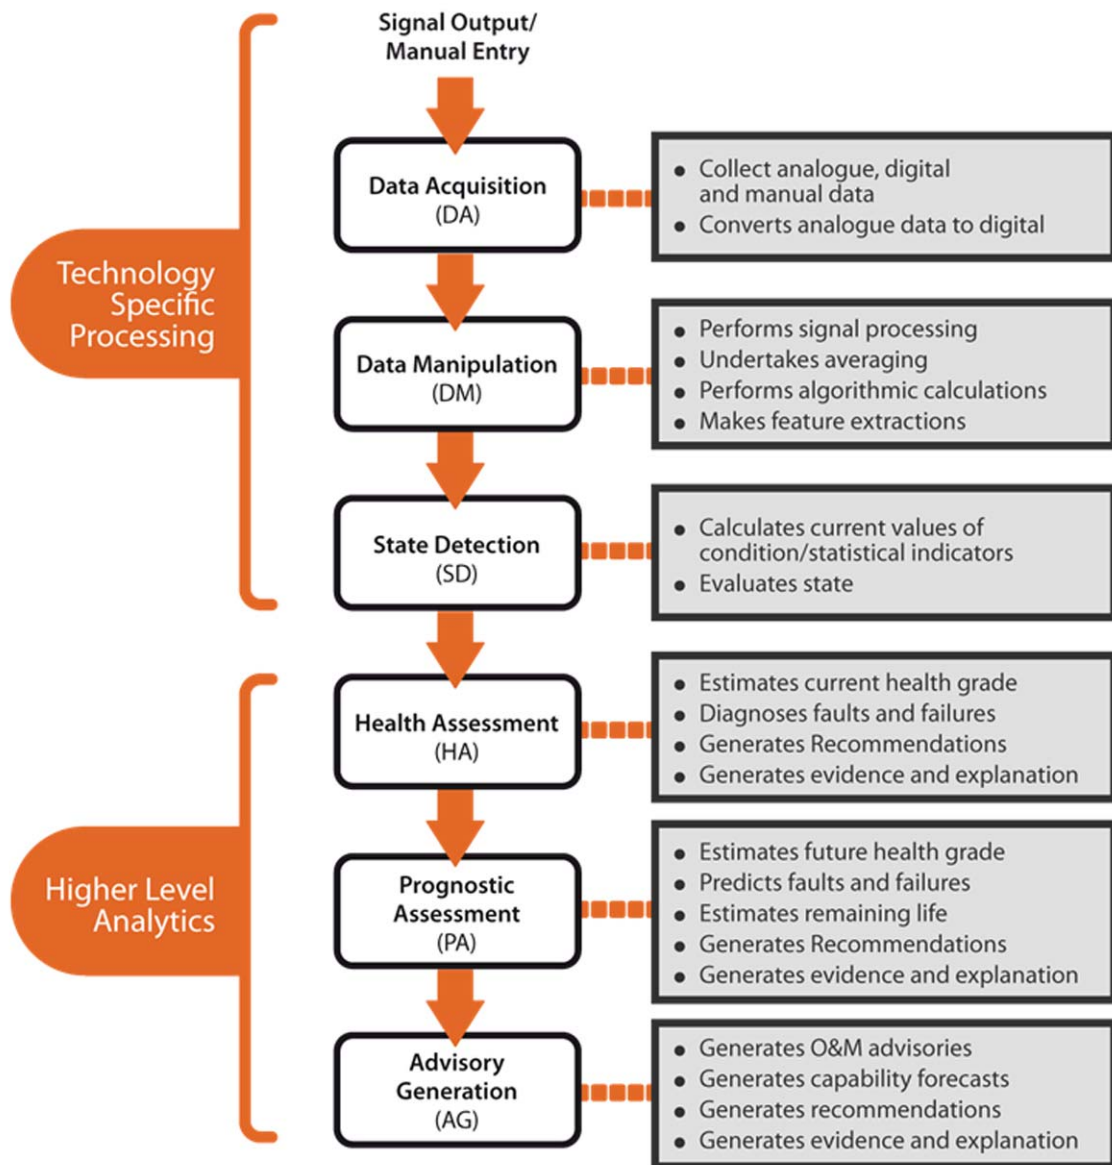 Signal Output/
Manual Entry
Technology
Specific
Processing
Data Acquisition
(DA)
● Collect analogue, digital
and manual data
● Converts analogue data to digital
Data Manipulation
(DM)
● Performs signal processing
● Undertakes averaging
● Performs algorithmic calculations
● Makes feature extractions
State Detection
(SD)
● Calculates current values of
condition/statistical indicators
● Evaluates state
Higher Level
Analytics
Health Assessment
(HA)
● Estimates current health grade
● Diagnoses faults and failures
● Generates Recommendations
● Generates evidence and explanation
Prognostic
Assessment
(PA)
● Estimates future health grade
● Predicts faults and failures
● Estimates remaining life
● Generates Recommendations
● Generates evidence and explanation
Advisory
Generation
(AG)
● Generates O&M advisories
● Generates capability forecasts
● Generates recommendations
● Generates evidence and explanation